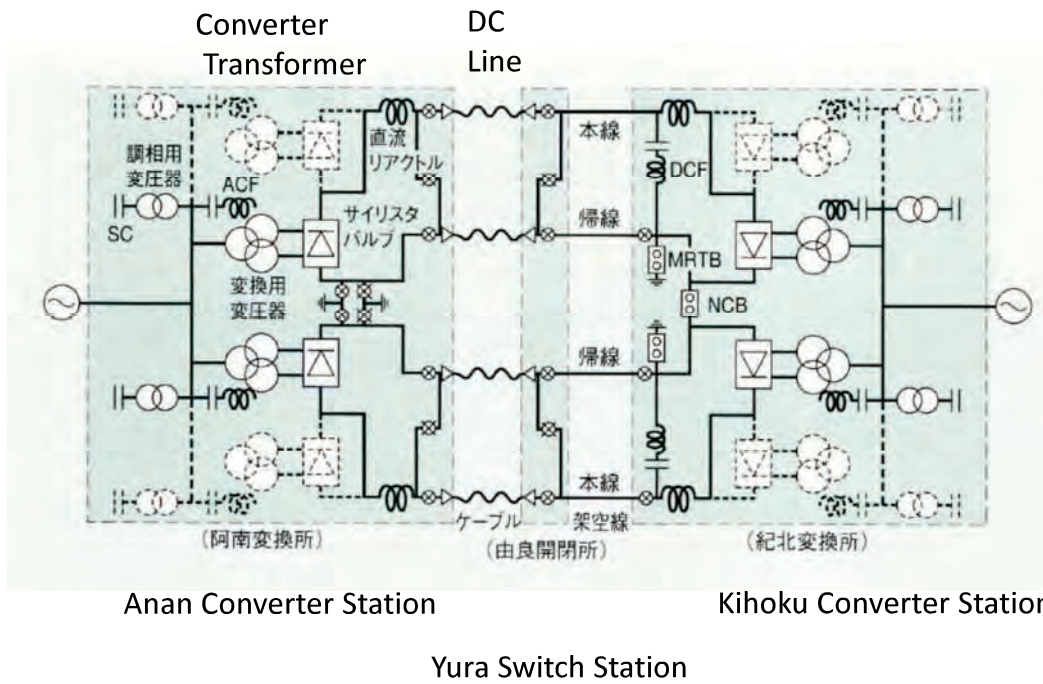 Converter
Transformer
DC
Line
直流
リアクトル
本線
調相用
変圧器
ACF
DCF
SC
サイリスタ
バルブ
帰線
MRTB
変換用
変圧器
NCB
帰線
本線
ケーブル
架空線
(阿南変換所)
(由良開閉所)
(紀北変換所)
Anan Converter Station
Kihoku Converter Station
Yura Switch Station